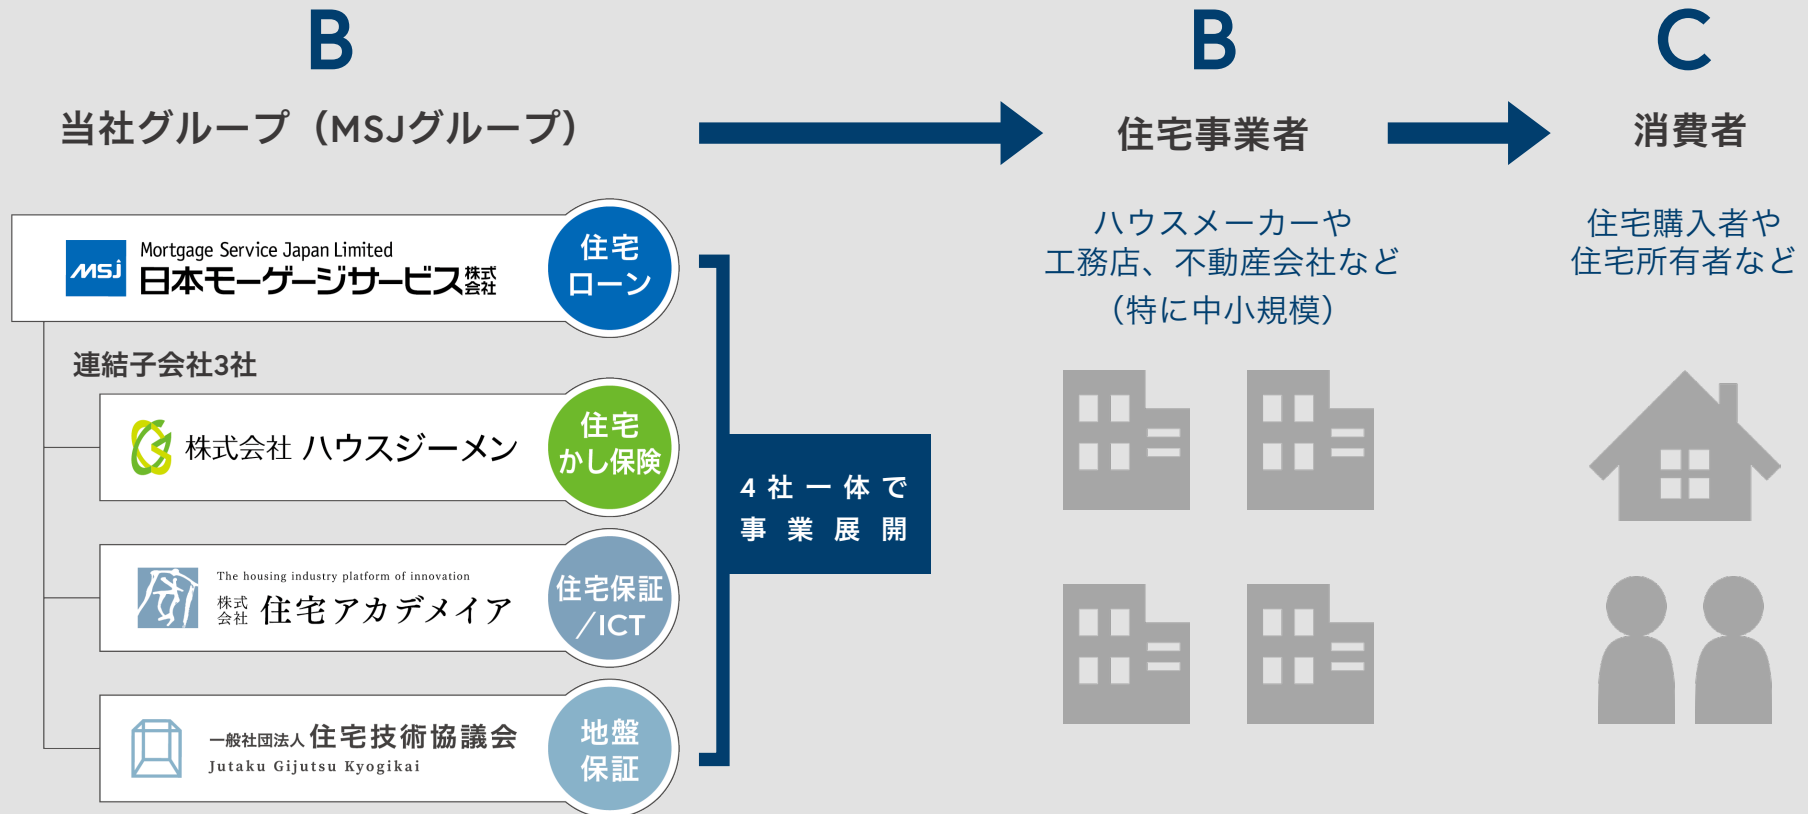 B
当社グループ（MSJグループ）
B
住宅事業者
C
消費者
ハウスメーカーや
工務店、不動産会社など
（特に中小規模）
住宅購入者や
住宅所有者など
msj
Mortgage Service Japan Limited
日本モーゲージサービス株式会社
住宅
ローン
連結子会社3社
株式会社 ハウスジーメン
住宅
かし保険
The housing industry platform of innovation
株式会社 住宅アカデメイア
住宅保証
／ICT
一般社団法人 住宅技術協議会
Jutaku Gijutsu Kyogikai
地盤
保証
4社一体で
事業展開